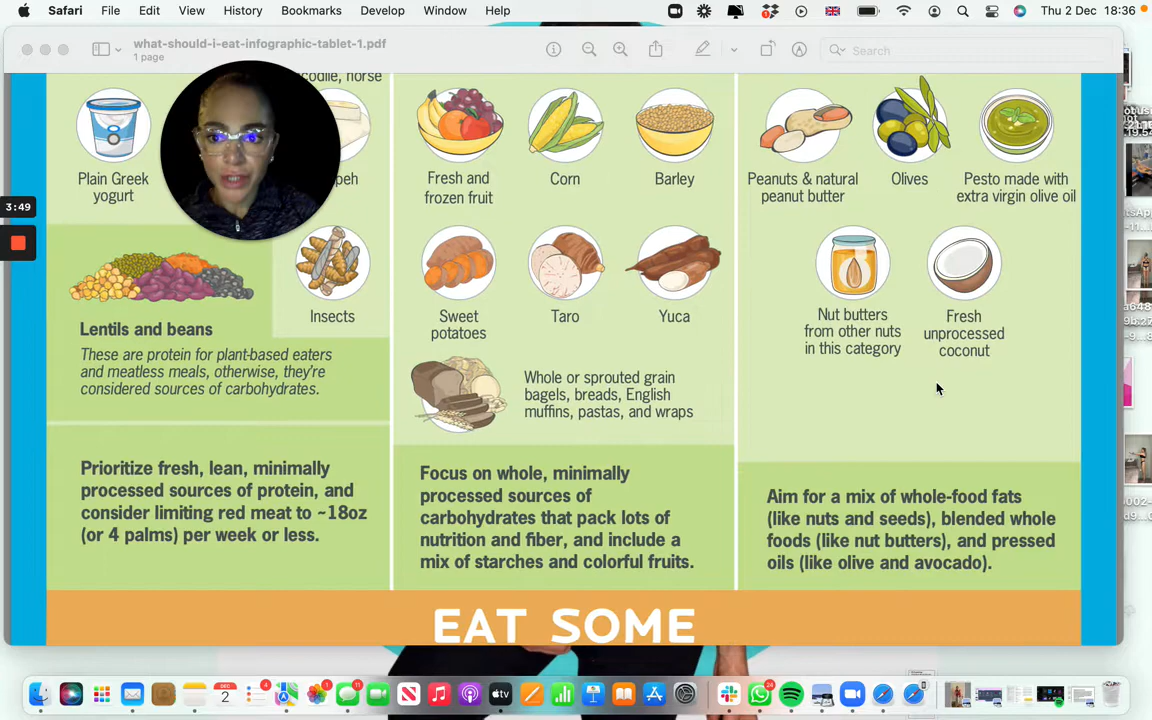 Safari File Edit View History Bookmarks Develop Window Help
Thu 2 Dec 18:36
what-should-i-eat-infographic-tablet-1.pdf
1 page
Search
3:49
horse
Plain Greek
yogurt
Lentils and beans
These are protein for plant-based eaters
and meatless meals, otherwise, they're
considered sources of carbohydrates.
Insects
Prioritize fresh, lean, minimally
processed sources of protein, and
consider limiting red meat to ~18oz
(or 4 palms) per week or less.
Fresh and
frozen fruit
Corn
Barley
Sweet
potatoes
Taro
Yuca
Whole or sprouted grain
bagels, breads, English
muffins, pastas, and wraps
Focus on whole, minimally
processed sources of
carbohydrates that pack lots of
nutrition and fiber, and include a
mix of starches and colorful fruits.
Peanuts & natural
peanut butter
Olives
Pesto made with
extra virgin olive oil
Nut butters
from other nuts
in this category
Fresh
unprocessed
coconut
Aim for a mix of whole-food fats
(like nuts and seeds), blended whole
foods (like nut butters), and pressed
oils (like olive and avocado).
EAT SOME
DEC
2
tv